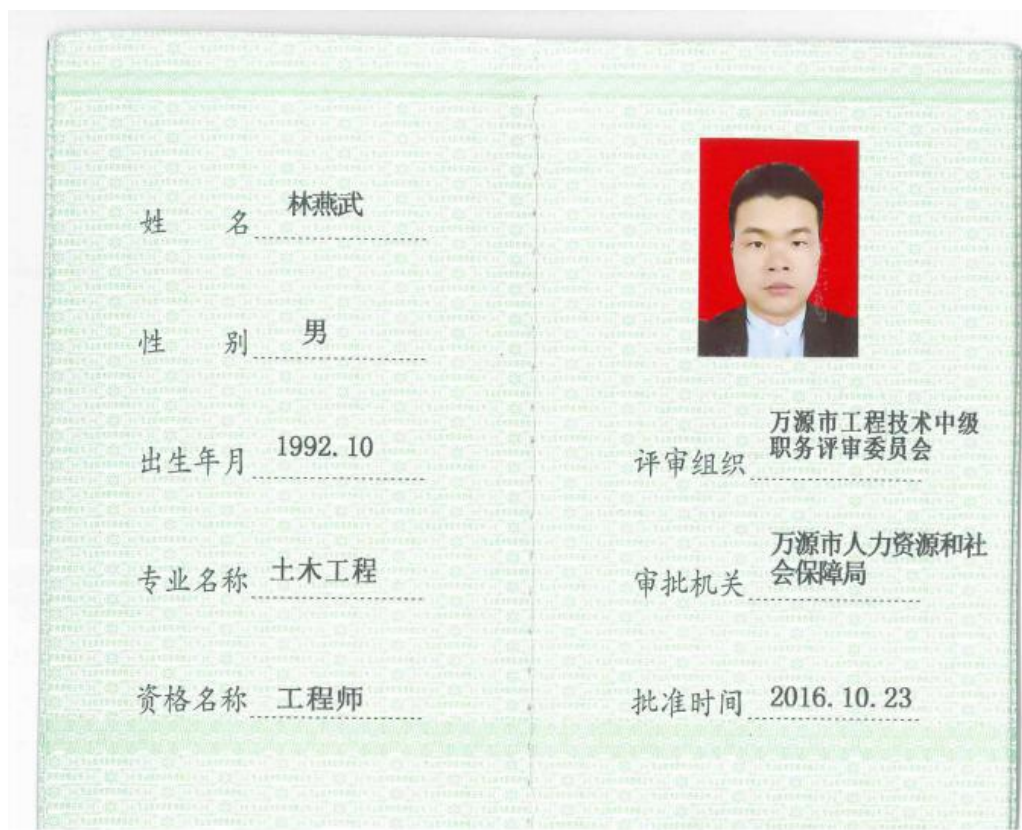 姓 名 林燕武
性 别 男
出生年月 1992.10
专业名称 土木工程
资格名称 工程师
评审组织 万源市工程技术中级
职务评审委员会
审批机关 万源市人力资源和社
会保障局
批准时间 2016.10.23